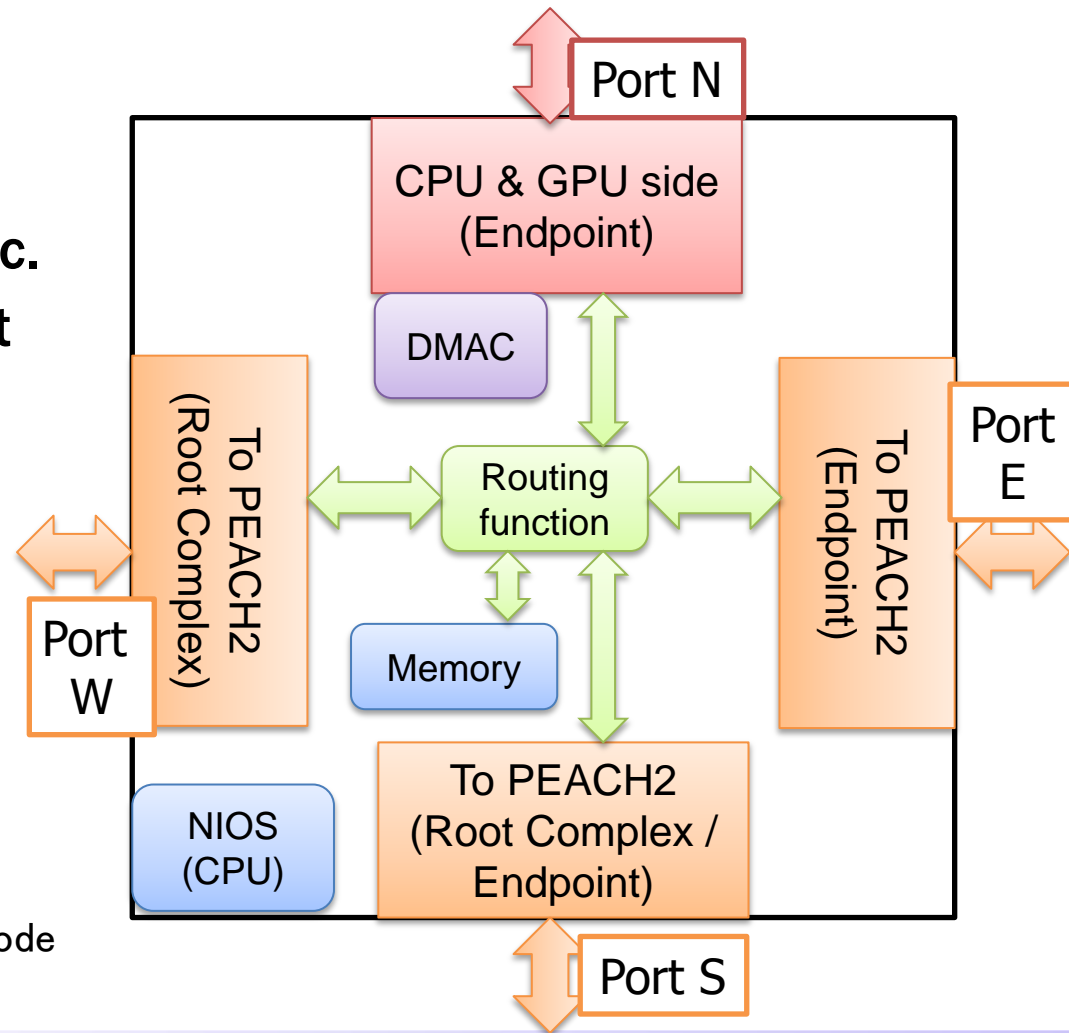 Port N
CPU & GPU side
(Endpoint)
c.
t
DMAC
To PEACH2
(Root Complex)
Routing
function
To PEACH2
(Endpoint)
Port
E
Port
W
Memory
To PEACH2
(Root Complex /
Endpoint)
NIOS
(CPU)
ode
Port S